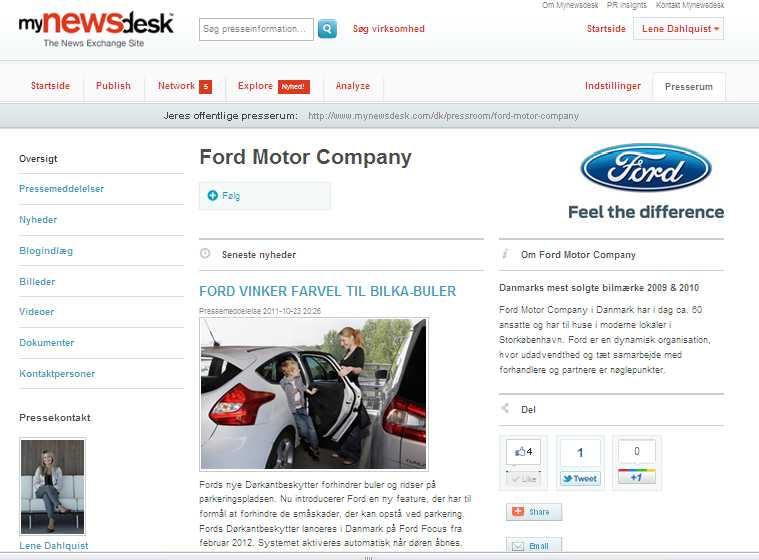 Om Mynewsdesk PR Insights Kontakt Mynewsdesk
mynewsdesk™
The News Exchange Site
Søg presseinformation...
Søg virksomhed
Startside
Lene Dahlquist
Startside Publish Network 5 Explore Nyhed! Analyze
Indstillinger Presserum
Jeres offentlige presserum: http://www.mynewsdesk.com/dk/pressroom/ford-motor-company
Oversigt
Pressemeddelelser
Nyheder
Blogindlæg
Billeder
Videoer
Dokumenter
Kontaktpersoner
Pressekontakt
Lene Dahlquist
Ford Motor Company
Følg
Seneste nyheder
FORD VINKER FARVEL TIL BILKA-BULER
Pressemeddelelse 2011-10-23 20:26
Fords nye Dørkantbeskytter forhindrer buler og ridser på
parkeringspladsen. Nu introducerer Ford en ny feature, der har til
formål at forhindre de småskader, der kan opstå ved parkering.
Fords Dørkantbeskytter lanceres i Danmark på Ford Focus fra
februar 2012. Systemet aktiveres automatisk når døren åbnes.
Ford
Feel the difference
Om Ford Motor Company
Danmarks mest solgte bilmærke 2009 & 2010
Ford Motor Company i Danmark har i dag ca. 60
ansatte og har til huse i moderne lokaler i
Storkøbenhavn. Ford er en dynamisk organisation,
hvor udadvendthed og tæt samarbejde med
forhandlere og partnere er nøglepunkter.
Del
4
Like
1
Tweet
0
+1
Share
Email